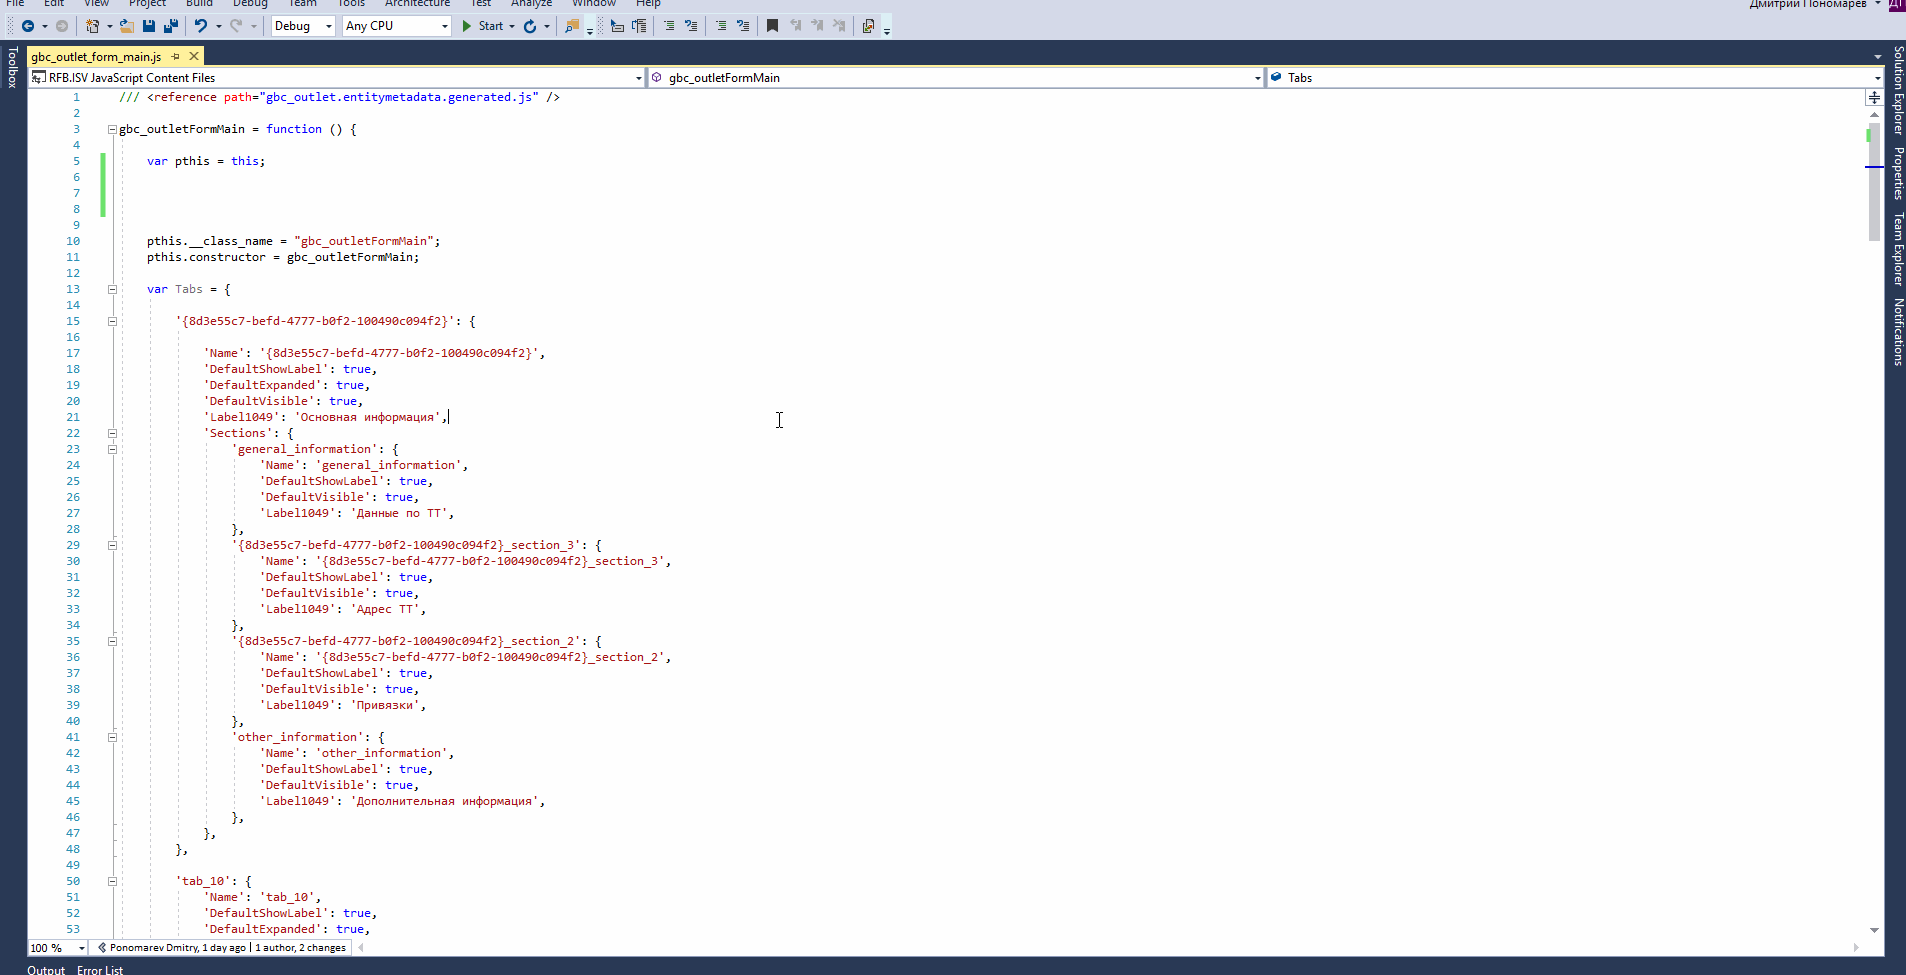 File Edit View Project Build Debug Team Tools Architecture Test Analyze Window Help Дмитрий Пономарев ДП
Debug Any CPU Start
Toolbox
gbc_outlet_form_main.js
RFB.ISV JavaScript Content Files gbc_outletFormMain Tabs
1 /// <reference path="gbc_outlet.entitymetadata.generated.js" />
2
3 gbc_outletFormMain = function () {
4
5 var pthis = this;
6
7
8
9
10 pthis.__class_name = "gbc_outletFormMain";
11 pthis.constructor = gbc_outletFormMain;
12
13 var Tabs = {
14
15 '{8d3e55c7-befd-4777-b0f2-100490c094f2}': {
16
17 'Name': '{8d3e55c7-befd-4777-b0f2-100490c094f2}',
18 'DefaultShowLabel': true,
19 'DefaultExpanded': true,
20 'DefaultVisible': true,
21 'Label1049': 'Основная информация',
22 'Sections': {
23 'general_information': {
24 'Name': 'general_information',
25 'DefaultShowLabel': true,
26 'DefaultVisible': true,
27 'Label1049': 'Данные по ТТ',
28 },
29 '{8d3e55c7-befd-4777-b0f2-100490c094f2}_section_3': {
30 'Name': '{8d3e55c7-befd-4777-b0f2-100490c094f2}_section_3',
31 'DefaultShowLabel': true,
32 'DefaultVisible': true,
33 'Label1049': 'Адрес ТТ',
34 },
35 '{8d3e55c7-befd-4777-b0f2-100490c094f2}_section_2': {
36 'Name': '{8d3e55c7-befd-4777-b0f2-100490c094f2}_section_2',
37 'DefaultShowLabel': true,
38 'DefaultVisible': true,
39 'Label1049': 'Привязки',
40 },
41 'other_information': {
42 'Name': 'other_information',
43 'DefaultShowLabel': true,
44 'DefaultVisible': true,
45 'Label1049': 'Дополнительная информация',
46 },
47 },
48 },
49
50 'tab_10': {
51 'Name': 'tab_10',
52 'DefaultShowLabel': true,
53 'DefaultExpanded': true,
100 % Ponomarev Dmitry, 1 day ago | 1 author, 2 changes
Output Error List
Solution Explorer
Properties
Team Explorer
Notifications